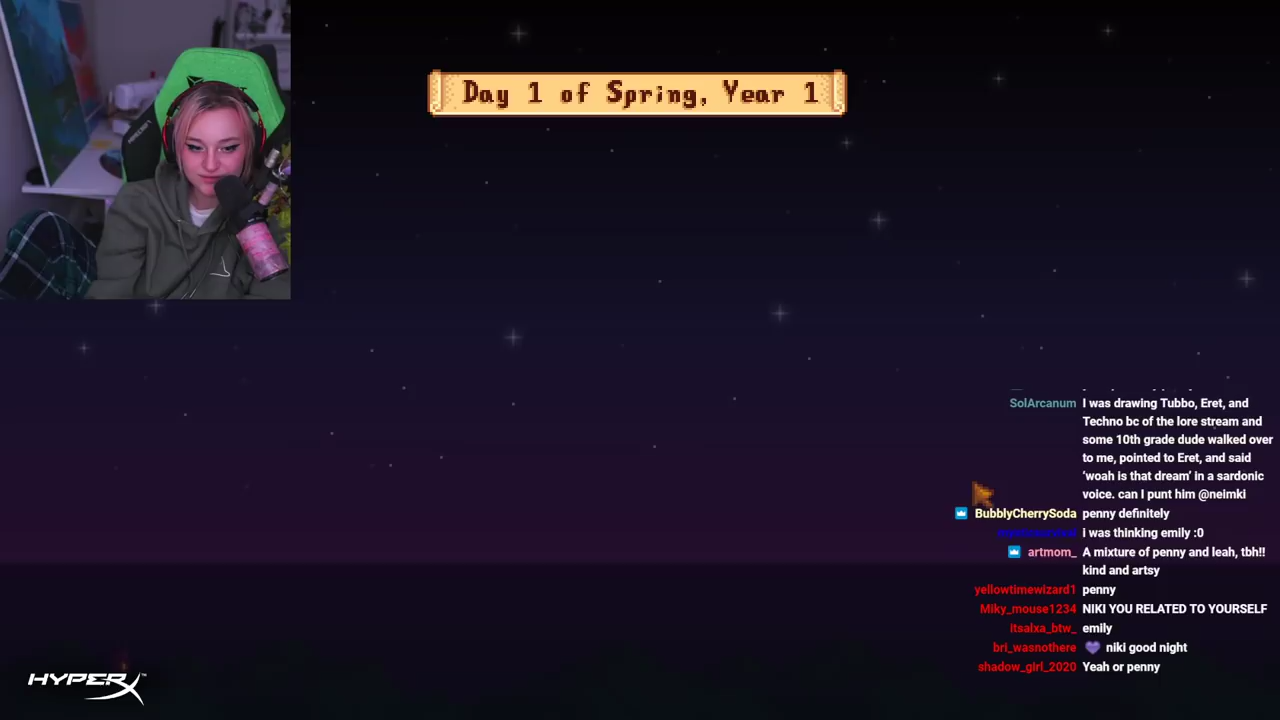 Day 1 of Spring, Year 1
SolArcanum I was drawing Tubbo, Eret, and
Techno bc of the lore stream and
some 10th grade dude walked over
to me, pointed to Eret, and said
‘woah is that dream’ in a sardonic
voice. can I punt him @neimki
BubblyCherrySoda penny definitely
i was thinking emily :0
artmom_ A mixture of penny and leah, tbh!!
kind and artsy
yellowtimewizard1 penny
Miky_mouse1234 NIKI YOU RELATED TO YOURSELF
itsalxa_btw_ emily
bri_wasnothere 💜 niki good night
shadow_girl_2020 Yeah or penny
HYPERX